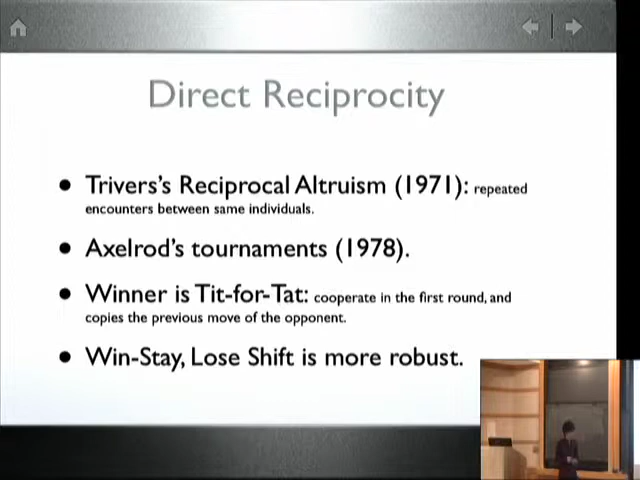 Direct Reciprocity
• Trivers's Reciprocal Altruism (1971): repeated
encounters between same individuals.
• Axelrod's tournaments (1978).
• Winner is Tit-for-Tat: cooperate in the first round, and
copies the previous move of the opponent.
• Win-Stay, Lose Shift is more robust.